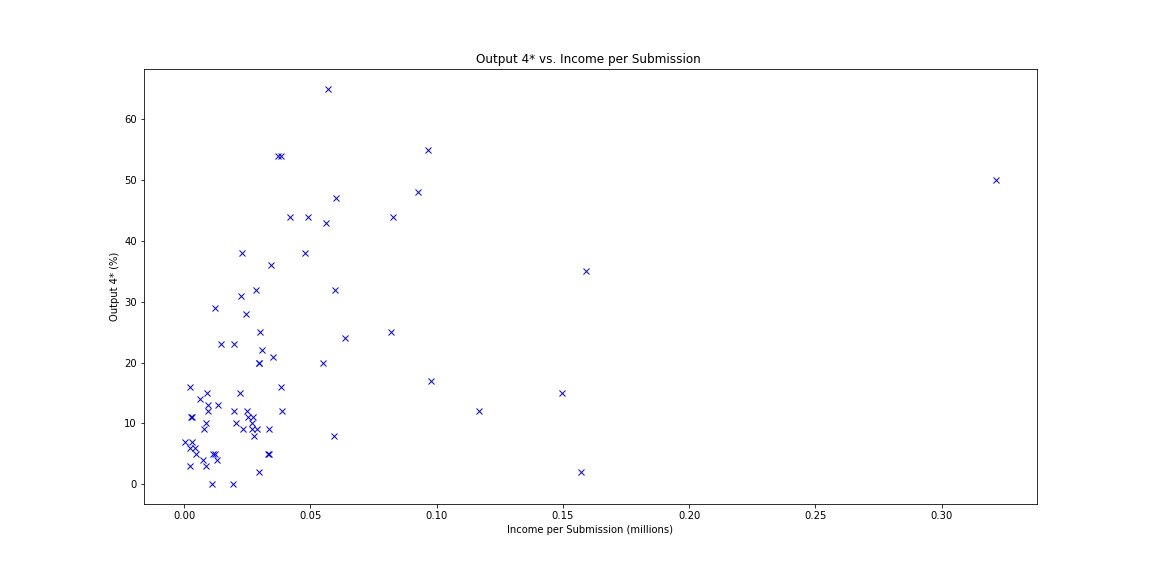 Output 4* vs. Income per Submission
Output 4* (%)
60
50
40
30
20
10
0
0.00 0.05 0.10 0.15 0.20 0.25 0.30
Income per Submission (millions)